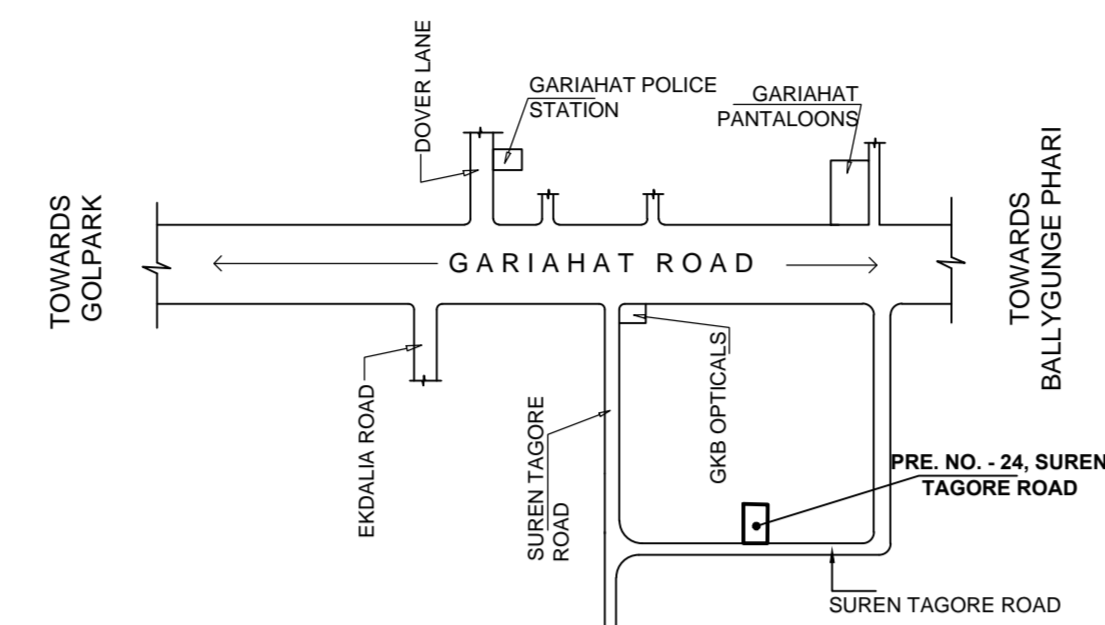 DOVER LANE
GARIAHAT POLICE
STATION
GARIAHAT
PANTALOONS
TOWARDS
GOLPARK
GARIAHAT ROAD
TOWARDS
BALLYGUNGE PHARI
EKDALIA ROAD
SUREN TAGORE
ROAD
GKB OPTICALS
PRE. NO. - 24, SUREN
TAGORE ROAD
SUREN TAGORE ROAD